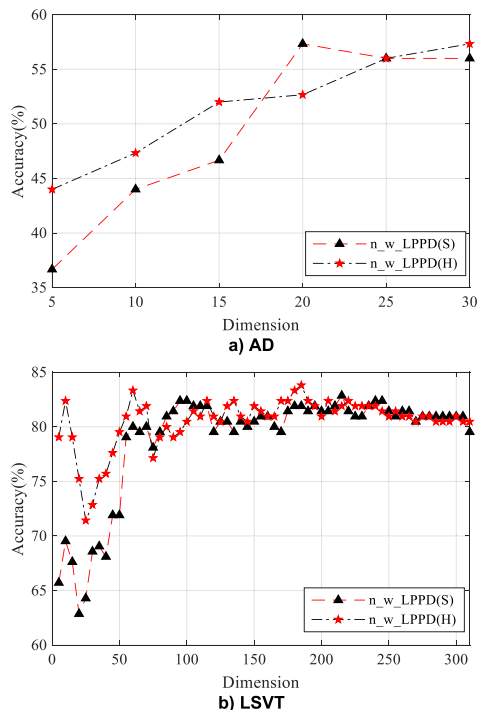 60
55
50
45
40
35
Accuracy(%)
n_w_LPPD(S)
n_w_LPPD(H)
5 10 15 20 25 30
Dimension
a) AD
85
80
75
70
65
60
Accuracy(%)
n_w_LPPD(S)
n_w_LPPD(H)
0 50 100 150 200 250 300
Dimension
b) LSVT